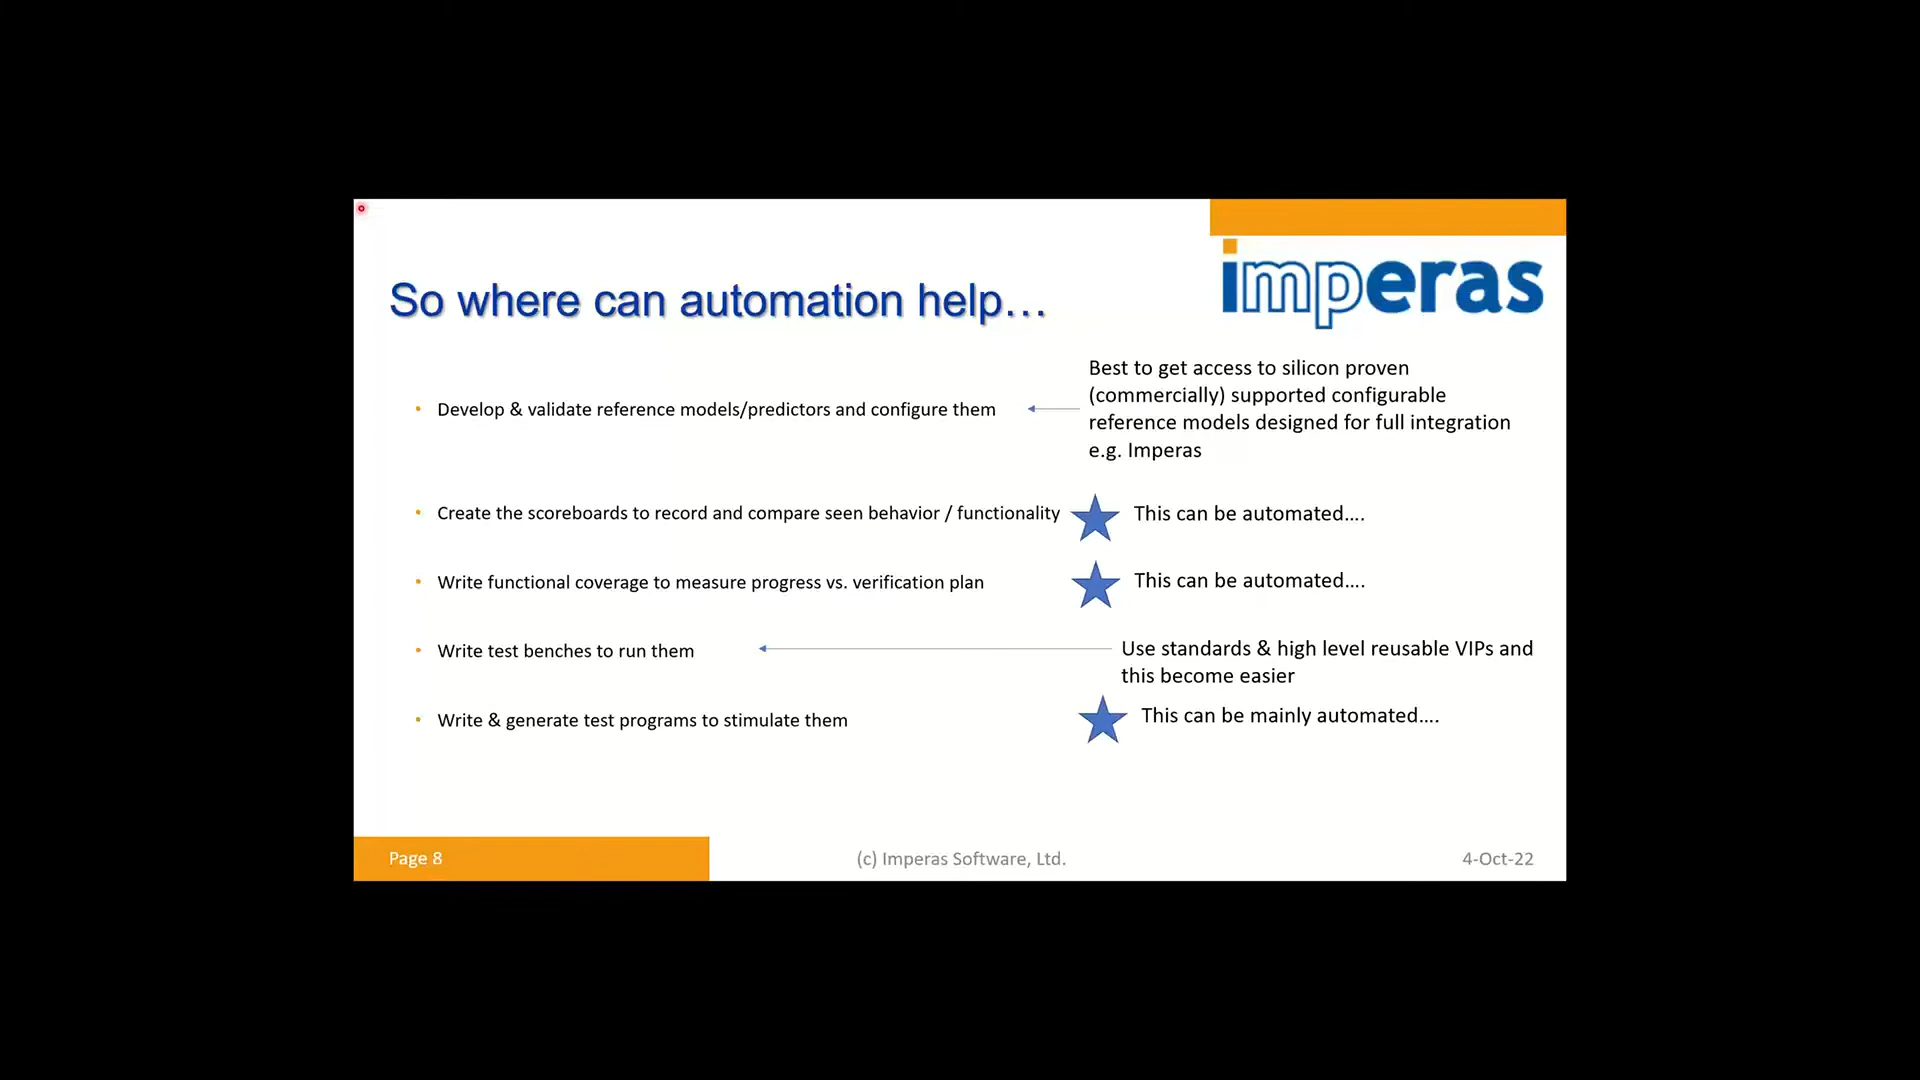 imperas
So where can automation help…
Best to get access to silicon proven
(commercially) supported configurable
reference models designed for full integration
e.g. Imperas
• Develop & validate reference models/predictors and configure them
• Create the scoreboards to record and compare seen behavior / functionality
This can be automated….
• Write functional coverage to measure progress vs. verification plan
This can be automated….
• Write test benches to run them
Use standards & high level reusable VIPs and
this become easier
• Write & generate test programs to stimulate them
This can be mainly automated….
Page 8
(c) Imperas Software, Ltd.
4-Oct-22